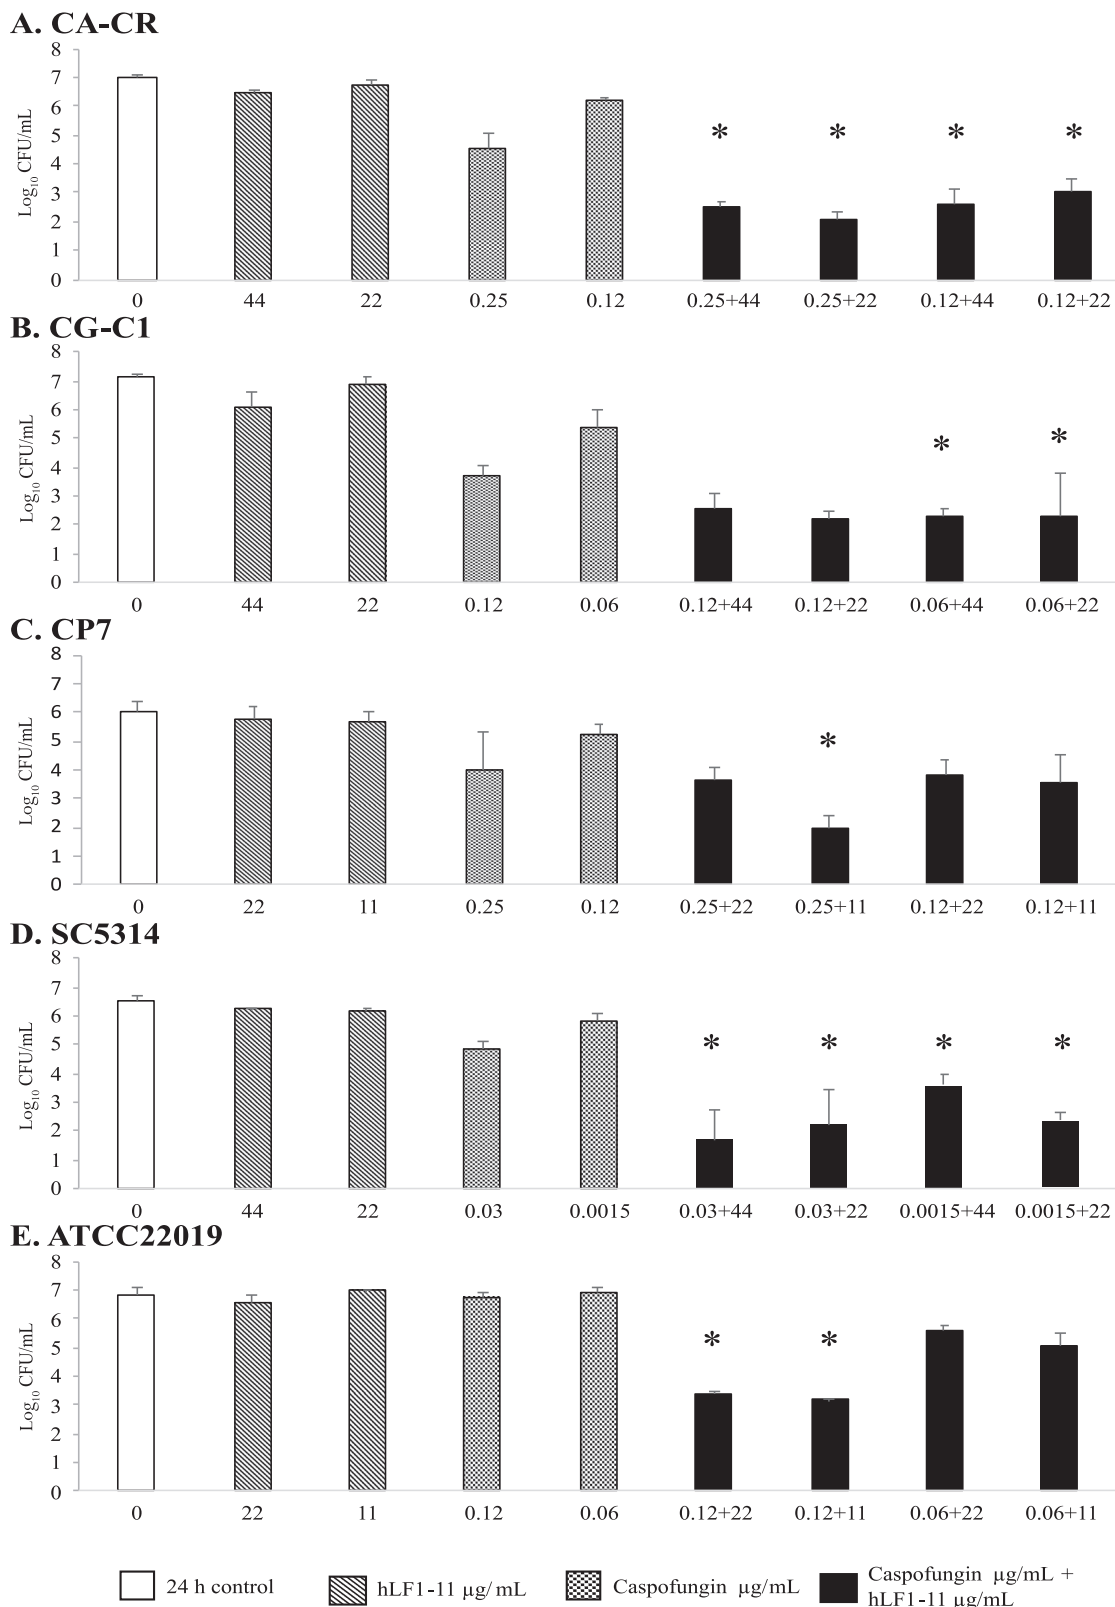 A. CA-CR
8
7
6
5
4
3
2
1
0
Log10 CFU/mL
* * * *
0 44 22 0.25 0.12 0.25+44 0.25+22 0.12+44 0.12+22
B. CG-C1
8
7
6
5
4
3
2
1
0
Log10 CFU/mL
* *
0 44 22 0.12 0.06 0.12+44 0.12+22 0.06+44 0.06+22
C. CP7
8
7
6
5
4
3
2
1
0
Log10 CFU/mL
*
0 22 11 0.25 0.12 0.25+22 0.25+11 0.12+22 0.12+11
D. SC5314
8
7
6
5
4
3
2
1
0
Log10 CFU/mL
* * * *
0 44 22 0.03 0.0015 0.03+44 0.03+22 0.0015+44 0.0015+22
E. ATCC22019
8
7
6
5
4
3
2
1
0
Log10 CFU/mL
* *
0 22 11 0.12 0.06 0.12+22 0.12+11 0.06+22 0.06+11
24 h control
hLF1-11 µg/mL
Caspofungin µg/mL
Caspofungin µg/mL +
hLF1-11 µg/mL